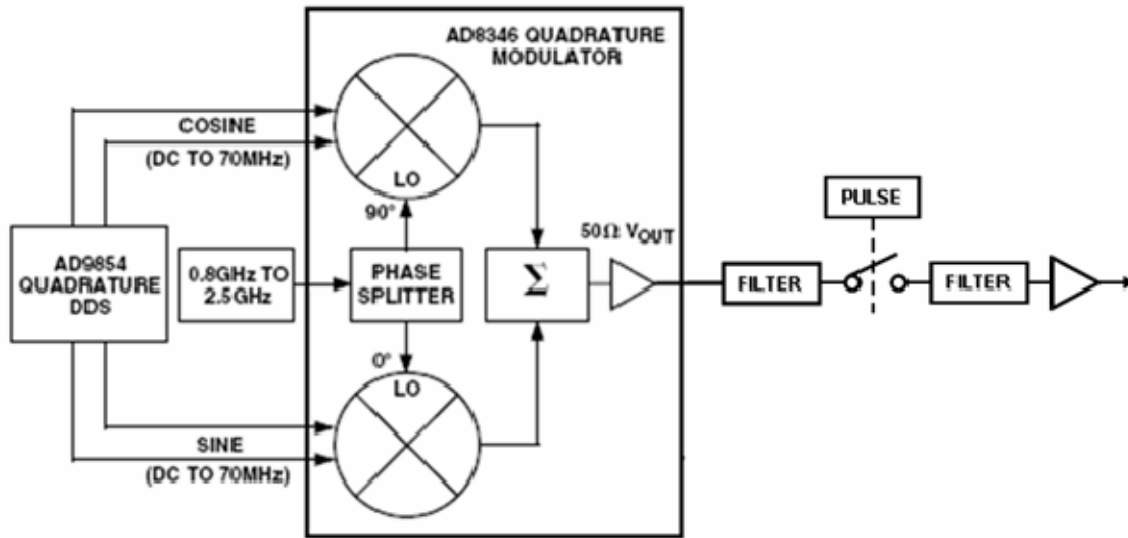 AD8346 QUADRATURE
MODULATOR
COSINE
(DC TO 70MHz)
LO
90°
AD9854
QUADRATURE
DDS
0.8GHz TO
2.5GHz
PHASE
SPLITTER
Σ
50Ω VOUT
PULSE
FILTER
FILTER
0°
LO
SINE
(DC TO 70MHz)